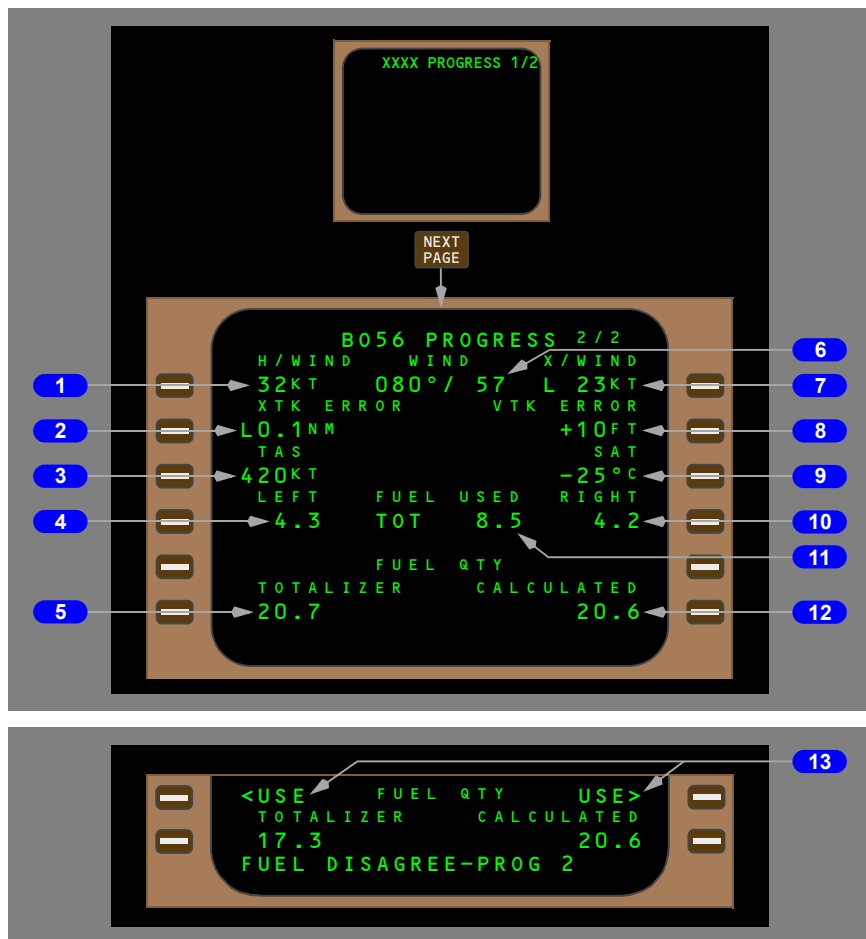 XXXX PROGRESS 1/2
NEXT
PAGE
BO56 PROGRESS 2/2
H/WIND WIND X/WIND
6
1 32KT 080°/ 57 L 23KT 7
XTK ERROR VTK ERROR
2 L0.1NM +10FT 8
TAS SAT
3 420KT -25°C 9
LEFT FUEL USED RIGHT
4 4.3 TOT 8.5 4.2 10
11
FUEL QTY
TOTALIZER CALCULATED
5 20.7 20.6 12
13
<USE FUEL QTY USE>
TOTALIZER CALCULATED
17.3 20.6
FUEL DISAGREE-PROG 2